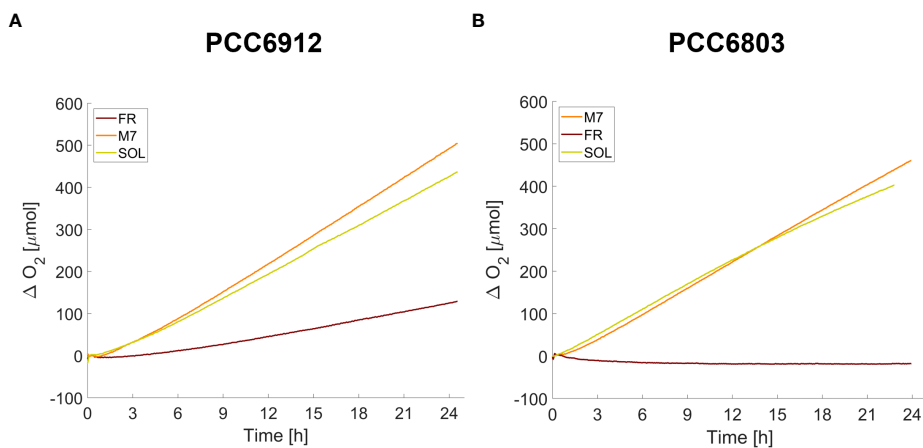 A
PCC6912
600
500
400
300
200
100
0
-100
Δ O2 [μmol]
FR
M7
SOL
0 3 6 9 12 15 18 21 24
Time [h]
B
PCC6803
600
500
400
300
200
100
0
-100
Δ O2 [μmol]
M7
FR
SOL
0 3 6 9 12 15 18 21 24
Time [h]